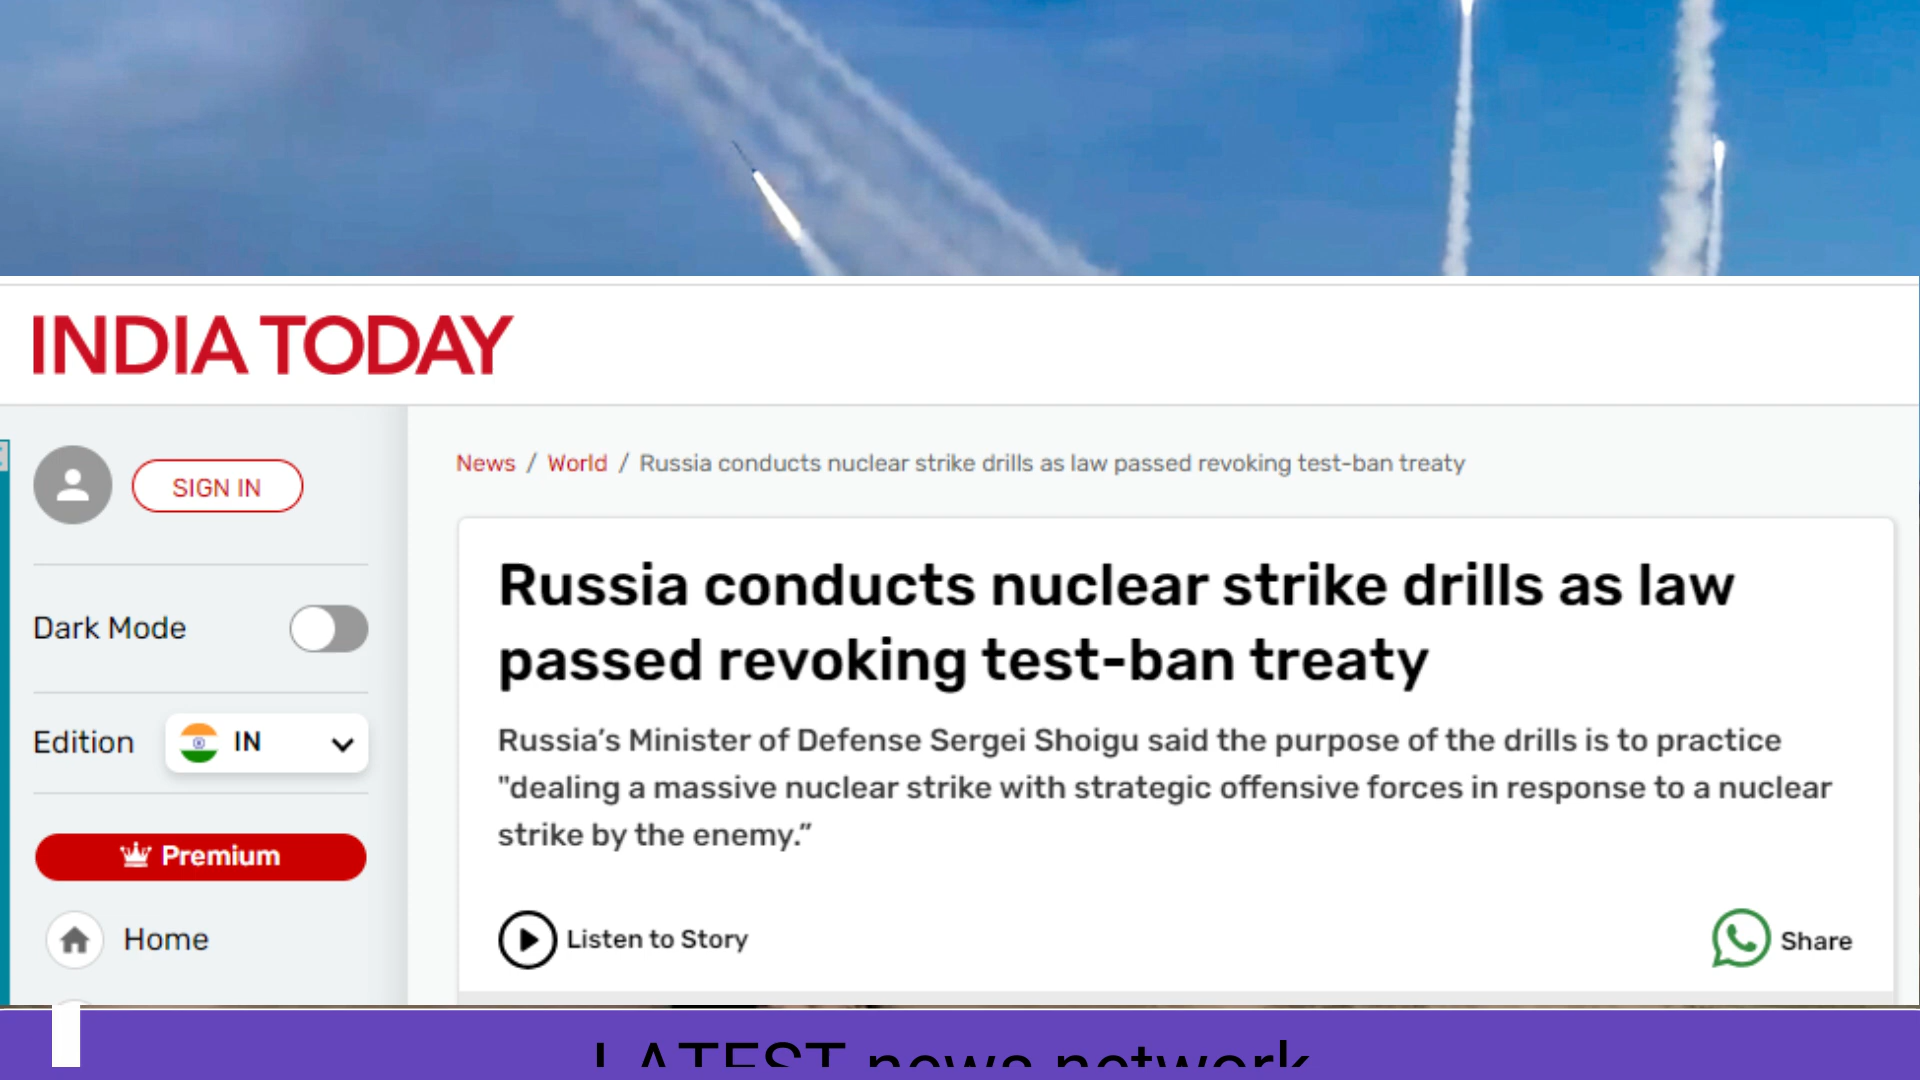 INDIA TODAY
SIGN IN
Dark Mode
Edition IN
Premium
Home
News / World / Russia conducts nuclear strike drills as law passed revoking test-ban treaty
Russia conducts nuclear strike drills as law
passed revoking test-ban treaty
Russia’s Minister of Defense Sergei Shoigu said the purpose of the drills is to practice
"dealing a massive nuclear strike with strategic offensive forces in response to a nuclear
strike by the enemy.”
Listen to Story
Share
LATEST news network